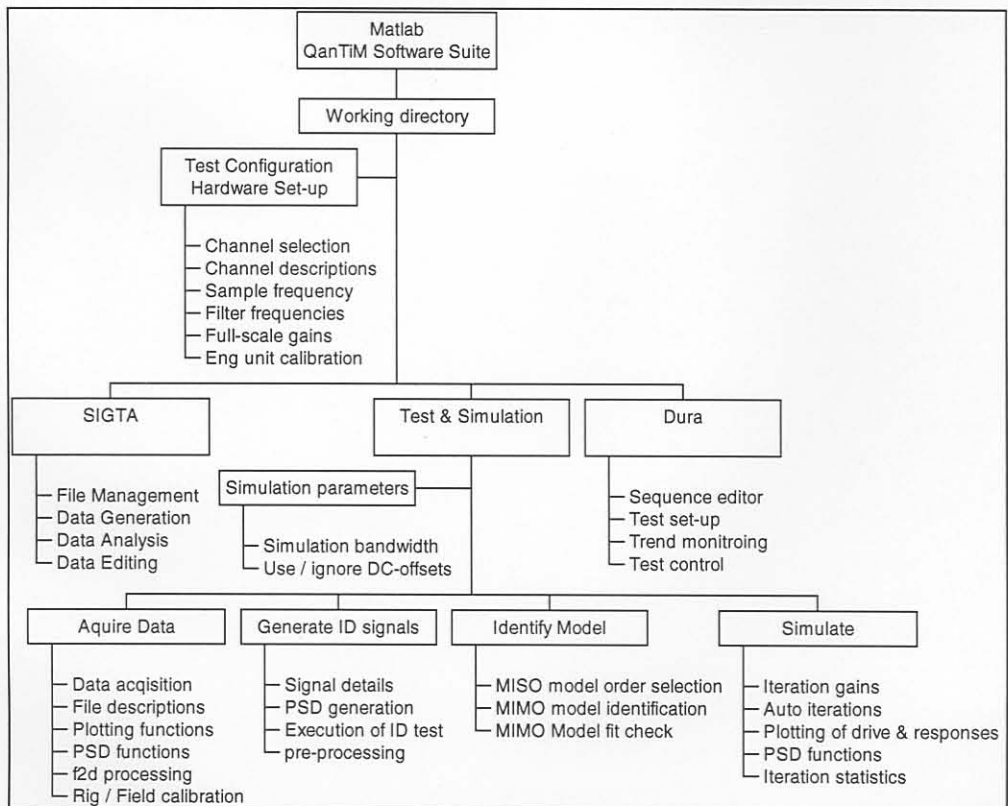 Matlab
QanTiM Software Suite
Working directory
Test Configuration
Hardware Set-up
Channel selection
Channel descriptions
Sample frequency
Filter frequencies
Full-scale gains
Eng unit calibration
SIGTA
File Management
Data Generation
Data Analysis
Data Editing
Test & Simulation
Simulation parameters
Simulation bandwidth
Use / ignore DC-offsets
Dura
Sequence editor
Test set-up
Trend monitroing
Test control
Aquire Data
Data acqisition
File descriptions
Plotting functions
PSD functions
f2d processing
Rig / Field calibration
Generate ID signals
Signal details
PSD generation
Execution of ID test
pre-processing
Identify Model
MISO model order selection
MIMO model identification
MIMO Model fit check
Simulate
Iteration gains
Auto iterations
Plotting of drive & responses
PSD functions
Iteration statistics